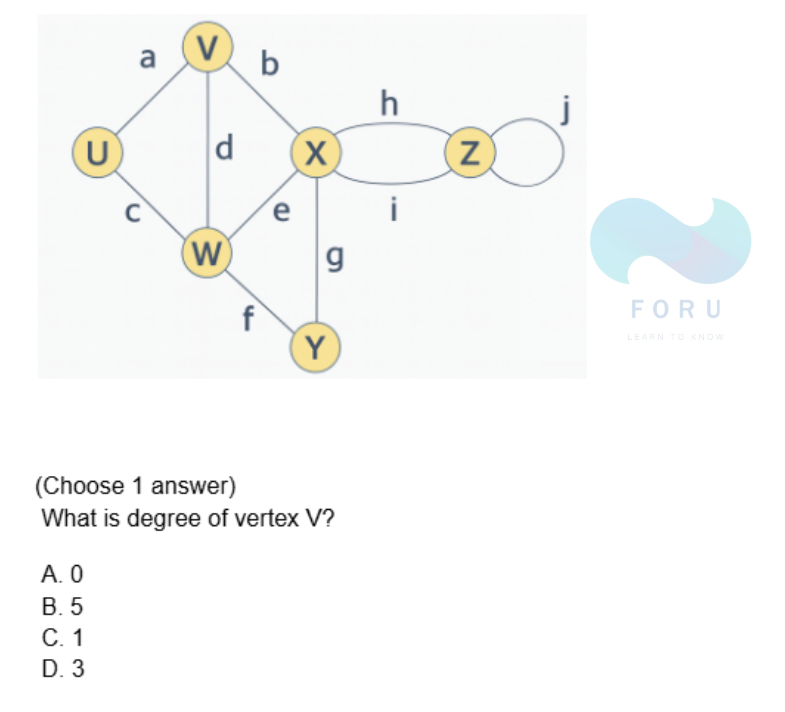 a
V
b
h
j
U
d
X
Z
c
e
i
W
g
f
Y
FORU
LEARN TO KNOW
(Choose 1 answer)
What is degree of vertex V?
A. 0
B. 5
C. 1
D. 3